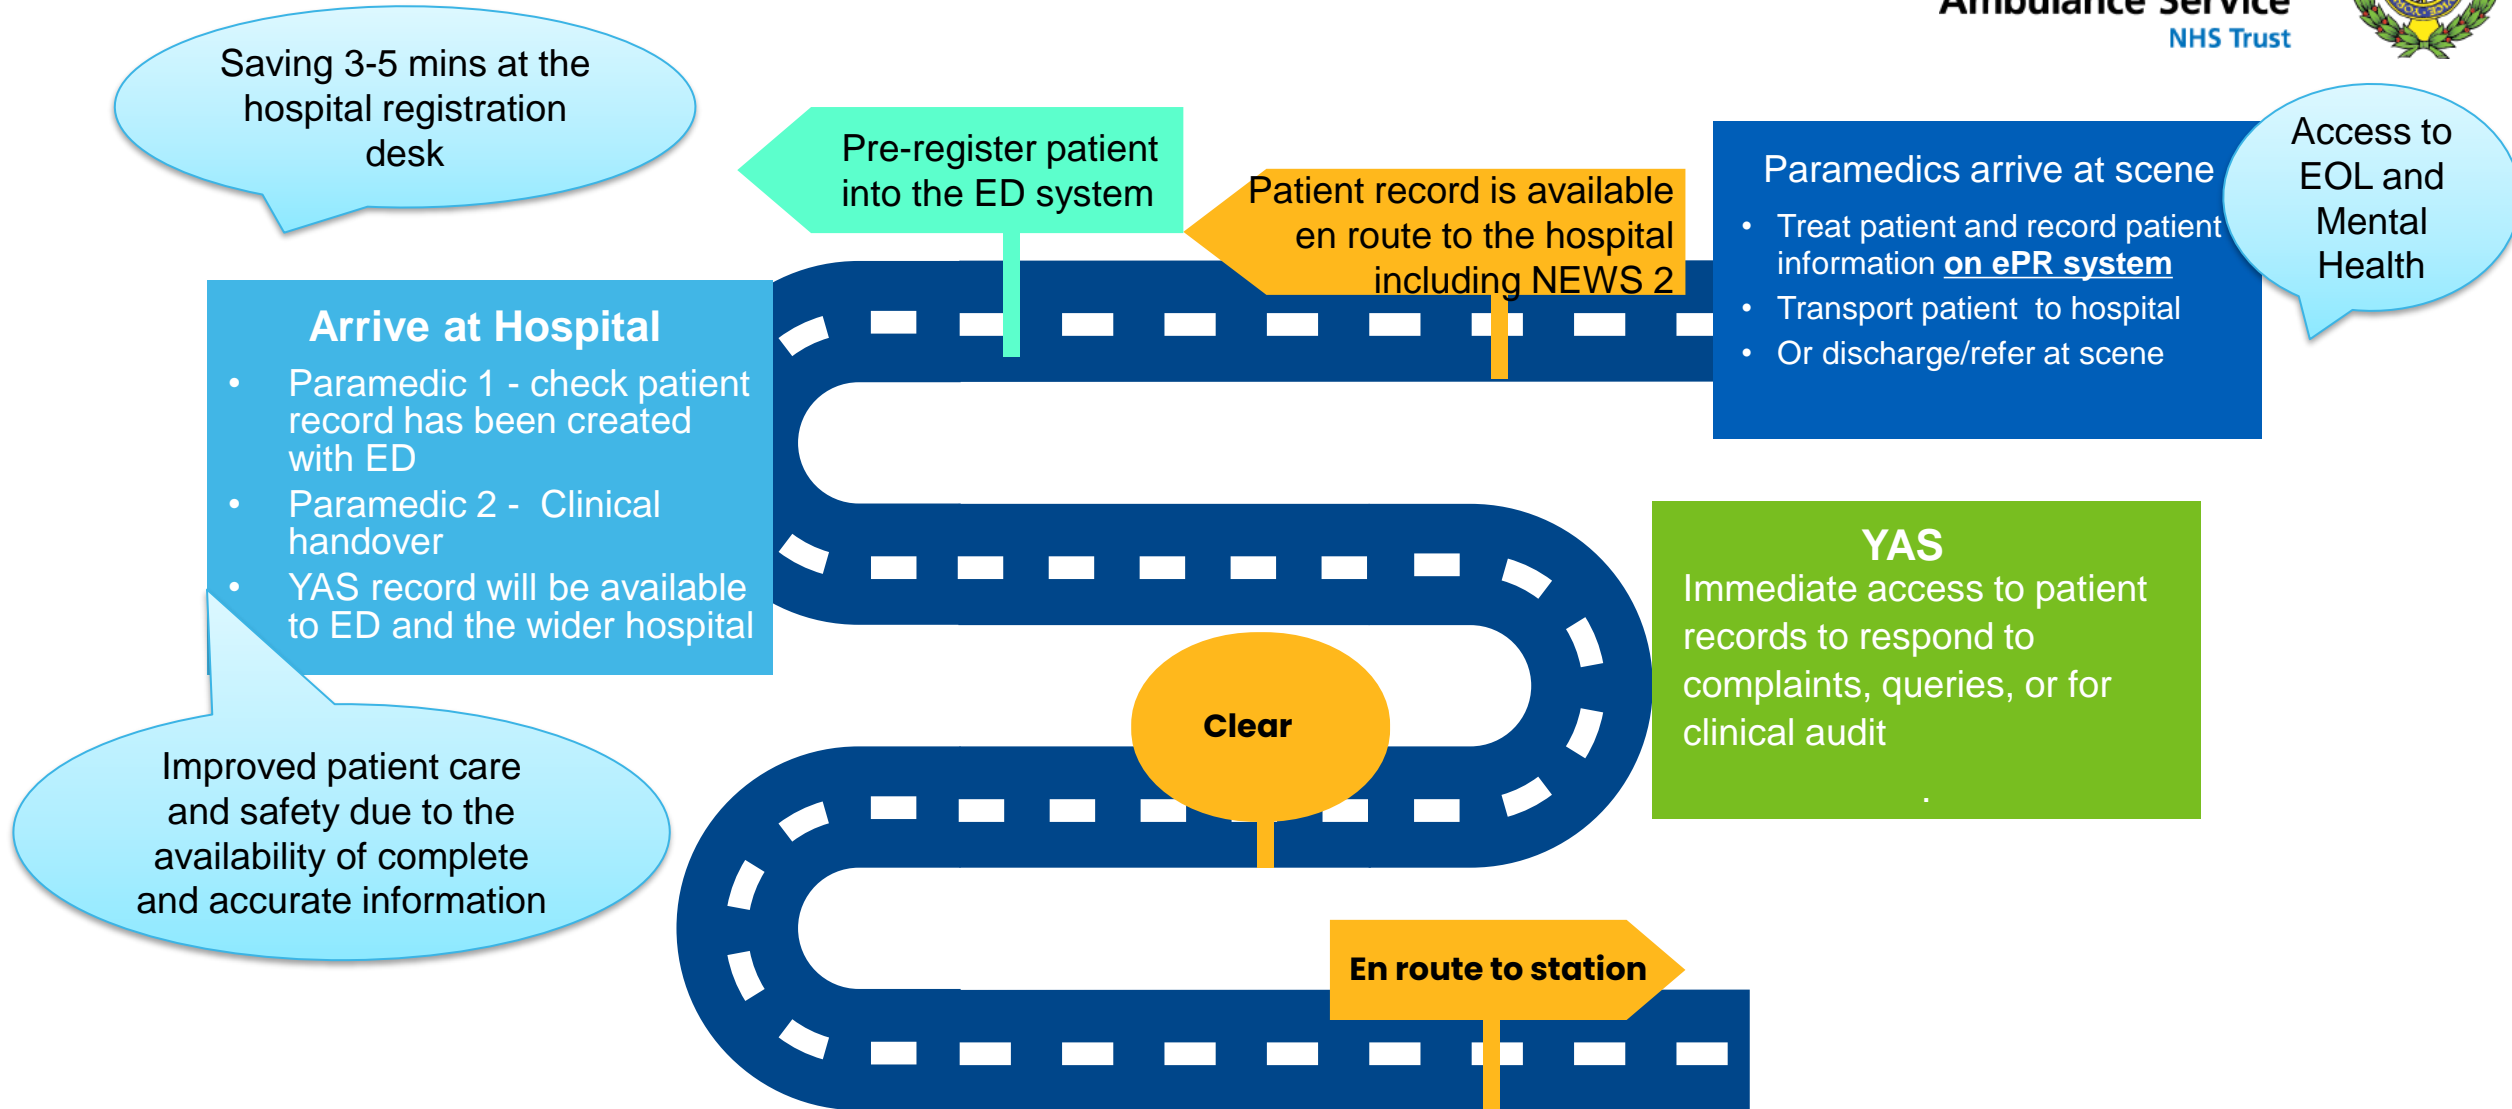 Ambulance Service
NHS Trust
Saving 3-5 mins at the
hospital registration
desk
Pre-register patient
into the ED system
Patient record is available
en route to the hospital
including NEWS 2
Paramedics arrive at scene
• Treat patient and record patient
information on ePR system
• Transport patient  to hospital
• Or discharge/refer at scene
Access to
EOL and
Mental
Health
Arrive at Hospital
• Paramedic 1 - check patient
record has been created
with ED
• Paramedic 2 -  Clinical
handover
• YAS record will be available
to ED and the wider hospital
YAS
Immediate access to patient
records to respond to
complaints, queries, or for
clinical audit
.
Clear
Improved patient care
and safety due to the
availability of complete
and accurate information
En route to station